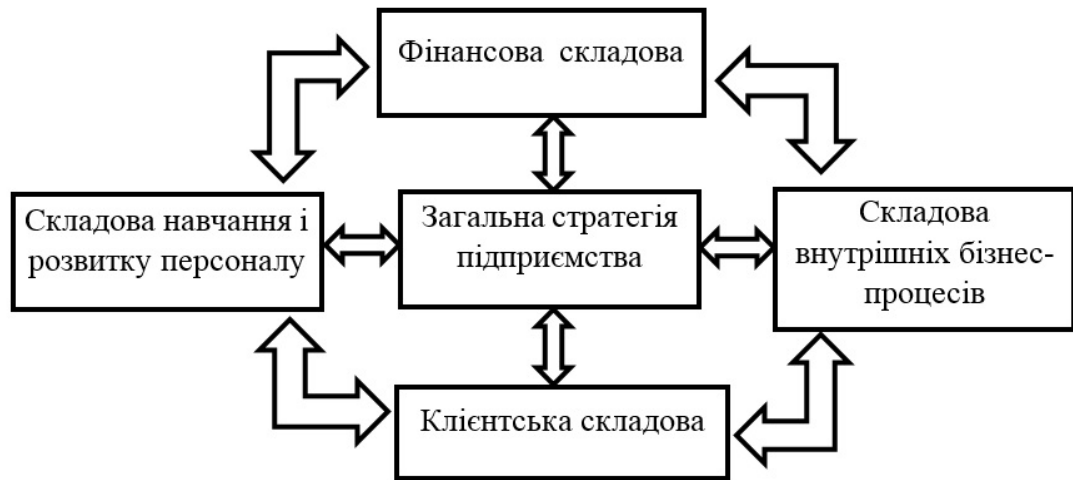 Фінансова складова
Складова навчання і
розвитку персоналу
Загальна стратегія
підприємства
Складова
внутрішніх бізнес-
процесів
Клієнтська складова